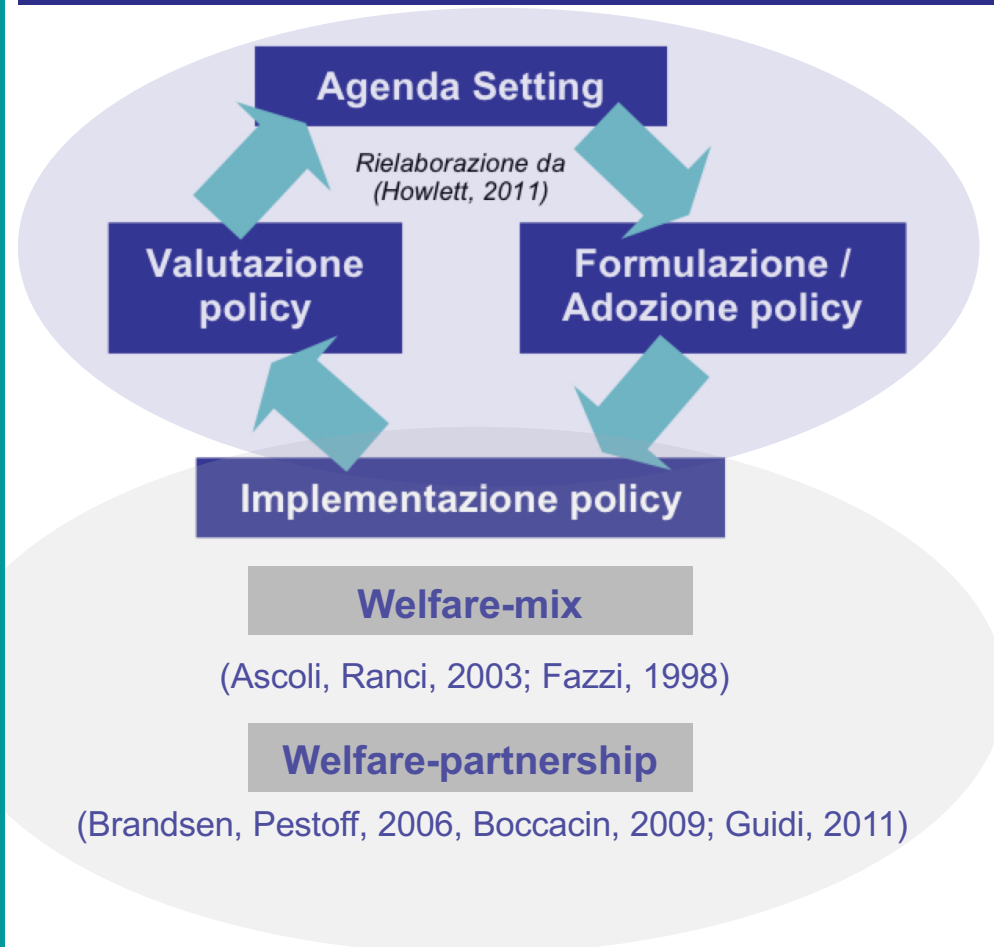 Agenda Setting
Rielaborazione da
(Howlett, 2011)
Valutazione
policy
Formulazione /
Adozione policy
Implementazione policy
Welfare-mix
(Ascoli, Ranci, 2003; Fazzi, 1998)
Welfare-partnership
(Brandsen, Pestoff, 2006, Boccacin, 2009; Guidi, 2011)